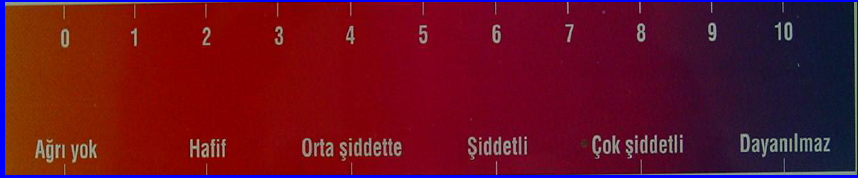 0 1 2 3 4 5 6 7 8 9 10
Ağrı yok Hafif Orta şiddette Şiddetli Çok şiddetli Dayanılmaz